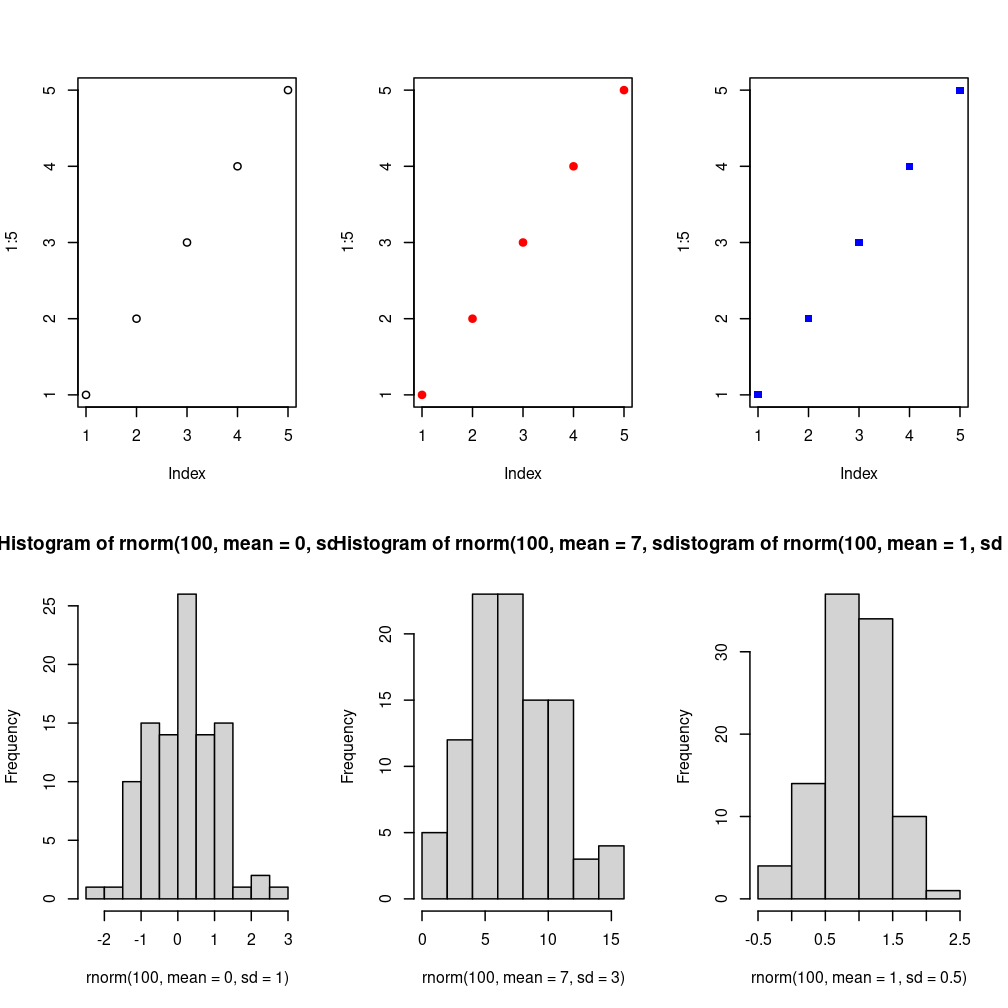 5
4
3
2
1
1:5
1 2 3 4 5
Index
5
4
3
2
1
1:5
1 2 3 4 5
Index
5
4
3
2
1
1:5
1 2 3 4 5
Index
Histogram of rnorm(100, mean = 0, sd
Histogram of rnorm(100, mean = 7, sd
istogram of rnorm(100, mean = 1, sd
25
20
15
10
5
0
Frequency
-2 -1 0 1 2 3
rnorm(100, mean = 0, sd = 1)
20
15
10
5
0
Frequency
0 5 10 15
rnorm(100, mean = 7, sd = 3)
30
20
10
0
Frequency
-0.5 0.5 1.5 2.5
rnorm(100, mean = 1, sd = 0.5)